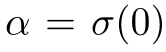 α = σ(0)